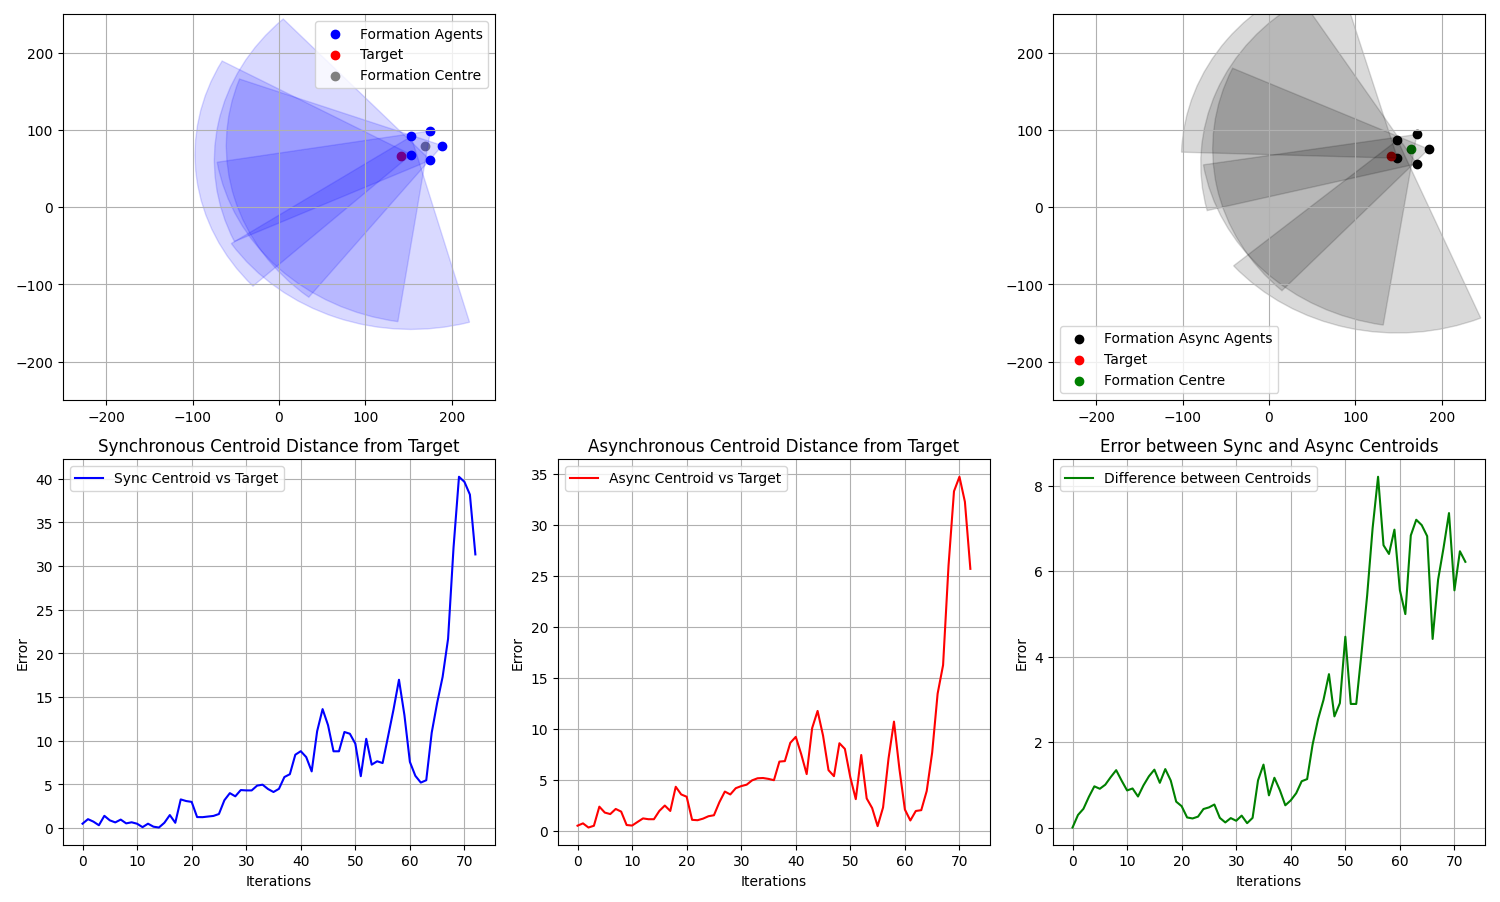 Formation Agents
Target
Formation Centre
200
100
0
−100
−200
−200 −100 0 100 200
200
100
0
−100
−200
Formation Async Agents
Target
Formation Centre
−200 −100 0 100 200
Synchronous Centroid Distance from Target
Sync Centroid vs Target
40
35
30
25
20
15
10
5
0
Error
0 10 20 30 40 50 60 70
Iterations
Asynchronous Centroid Distance from Target
Async Centroid vs Target
35
30
25
20
15
10
5
0
Error
0 10 20 30 40 50 60 70
Iterations
Error between Sync and Async Centroids
Difference between Centroids
8
6
4
2
0
Error
0 10 20 30 40 50 60 70
Iterations